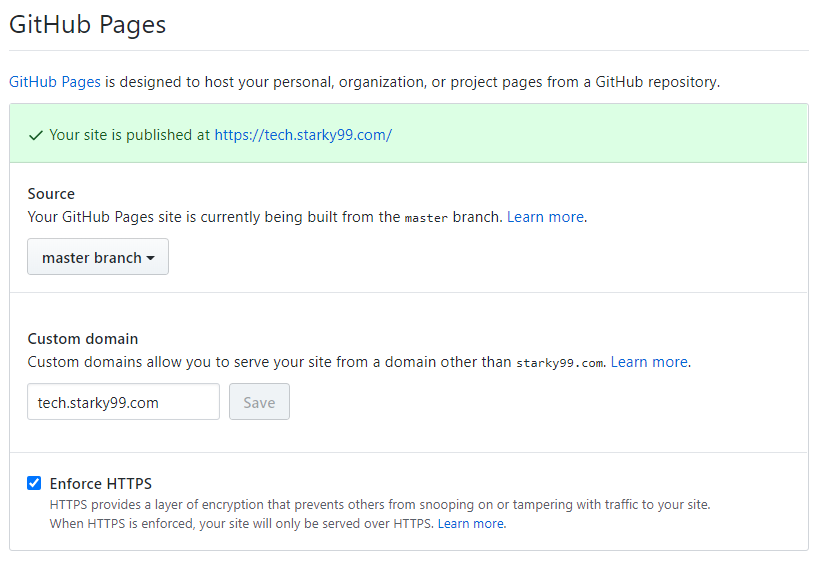 GitHub Pages
GitHub Pages is designed to host your personal, organization, or project pages from a GitHub repository.
Your site is published at https://tech.starky99.com/
Source
Your GitHub Pages site is currently being built from the master branch. Learn more.
master branch
Custom domain
Custom domains allow you to serve your site from a domain other than starky99.com. Learn more.
tech.starky99.com Save
Enforce HTTPS
HTTPS provides a layer of encryption that prevents others from snooping on or tampering with traffic to your site.
When HTTPS is enforced, your site will only be served over HTTPS. Learn more.